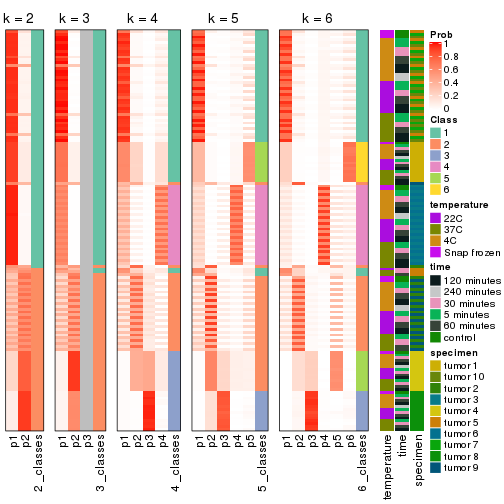 k = 2
k = 3
k = 4
k = 5
k = 6
p1
p2
2_classes
p1
p2
p3
3_classes
p1
p2
p3
p4
4_classes
p1
p2
p3
p4
p5
5_classes
p1
p2
p3
p4
p5
p6
6_classes
temperature
time
specimen
Prob
1
0.8
0.6
0.4
0.2
0
Class
1
2
3
4
5
6
temperature
22C
37C
4C
Snap frozen
time
120 minutes
240 minutes
30 minutes
5 minutes
60 minutes
control
specimen
tumor 1
tumor 10
tumor 2
tumor 3
tumor 4
tumor 5
tumor 6
tumor 7
tumor 8
tumor 9